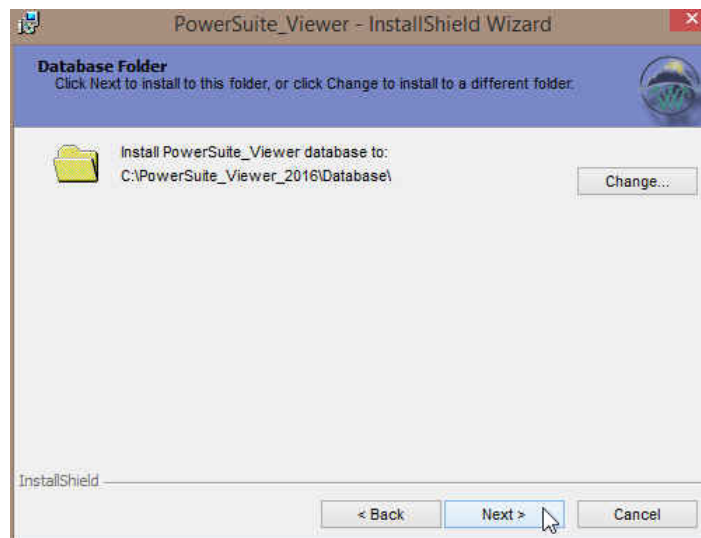 PowerSuite_Viewer - InstallShield Wizard
Database Folder
Click Next to install to this folder, or click Change to install to a different folder.
Install PowerSuite_Viewer database to:
C:\PowerSuite_Viewer_2016\Database\
Change...
InstallShield
< Back
Next >
Cancel